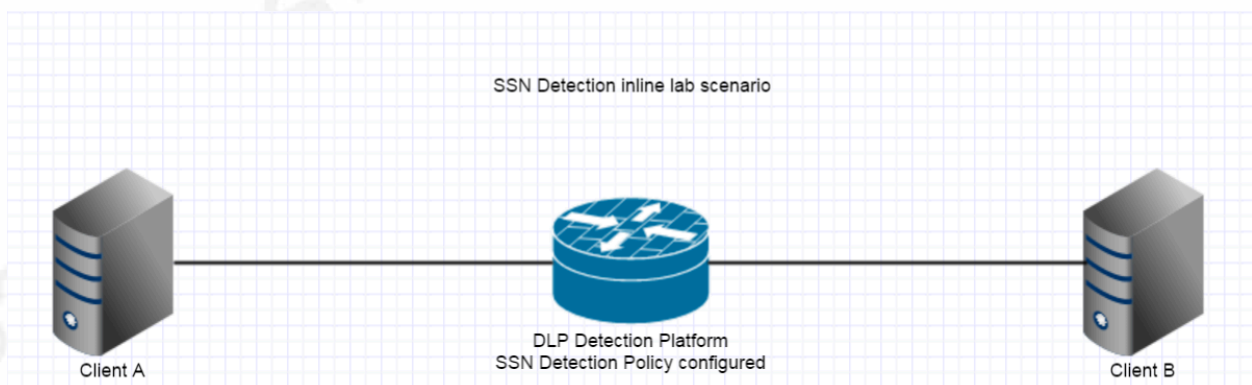 SSN Detection inline lab scenario
DLP Detection Platform
SSN Detection Policy configured
Client A
Client B